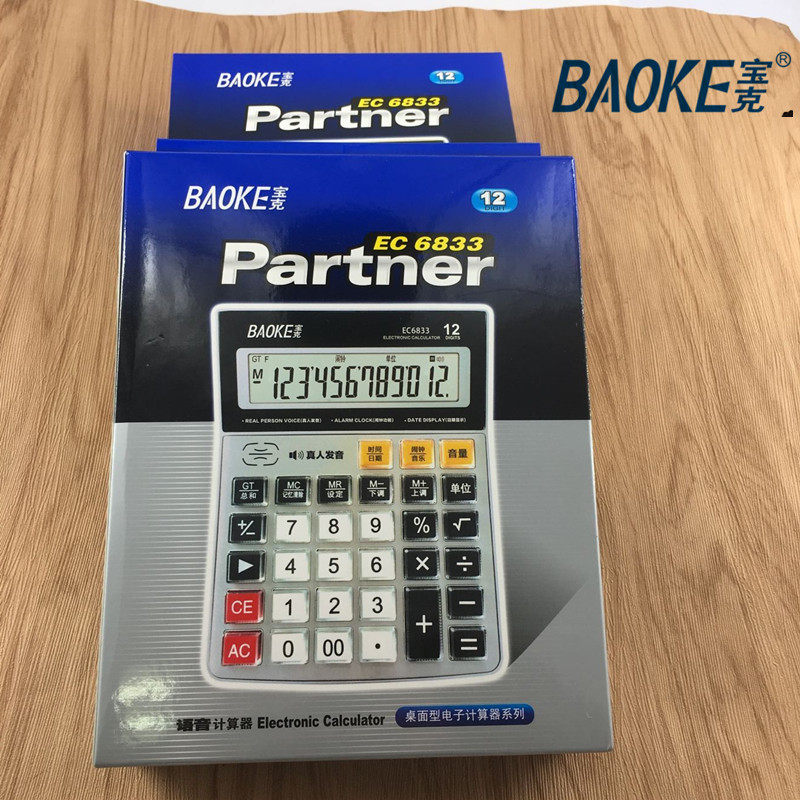 BAOKE宝克®
BAOKE宝克 12
EC 6833
Partner
BAOKE宝克 12 DIGIT
EC 6833
Partner
BAOKE宝克 EC6833 12
ELECTRONIC CALCULATOR DIGITS
GT F 闹钟 单位
M- 123456789012.
• REAL PERSON VOICE(真人发音) • ALARM CLOCK(闹钟功能) • DATE DISPLAY(日期显示)
真人发音 时间 日期 闹钟 音乐 音量
GT 总和 MC 记忆清除 MR 设定 M- 下调 M+ 上调 单位
+/- 7 8 9 % √
▶ 4 5 6 × ÷
CE 1 2 3 + −
AC 0 00 • =
语音计算器 Electronic Calculator 桌面型电子计算器系列